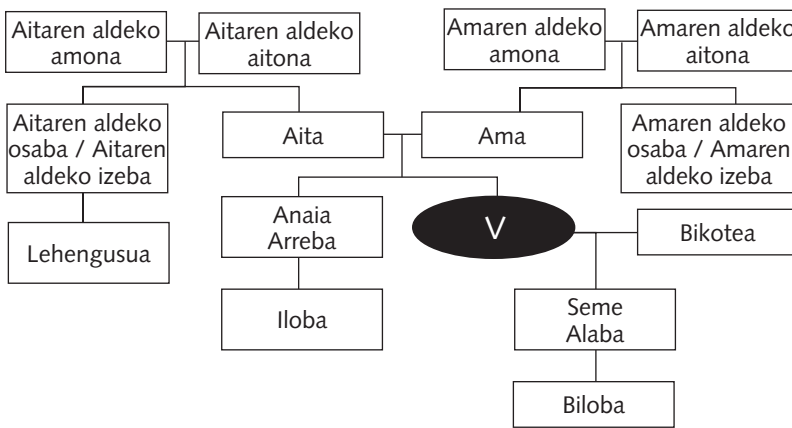 Aitaren aldeko
amona
Aitaren aldeko
aitona
Amaren aldeko
amona
Amaren aldeko
aitona
Aitaren aldeko
osaba / Aitaren
aldeko izeba
Aita
Ama
Amaren aldeko
osaba / Amaren
aldeko izeba
Lehengusua
Anaia
Arreba
V
Bikotea
Iloba
Seme
Alaba
Biloba